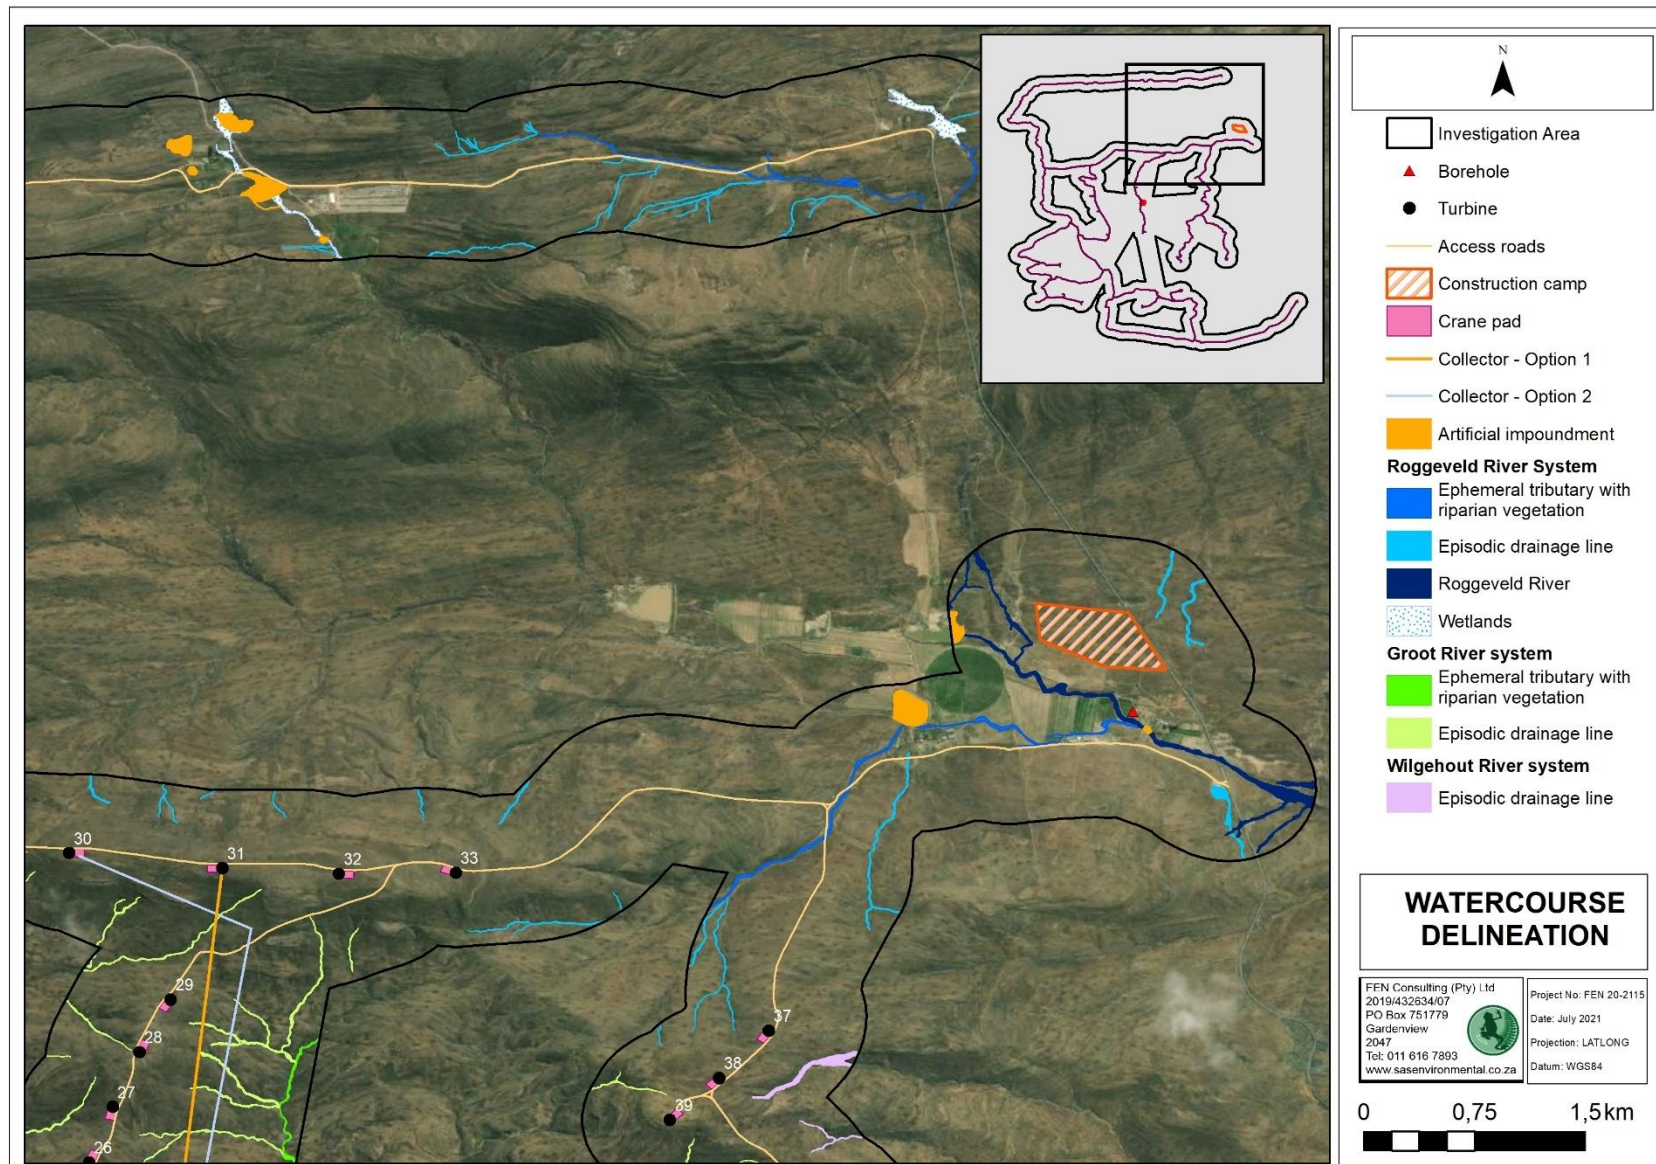 30
31
32
33
29
28
27
26
37
38
39
N
Investigation Area
Borehole
Turbine
Access roads
Construction camp
Crane pad
Collector - Option 1
Collector - Option 2
Artificial impoundment
Roggeveld River System
Ephemeral tributary with
riparian vegetation
Episodic drainage line
Roggeveld River
Wetlands
Groot River system
Ephemeral tributary with
riparian vegetation
Episodic drainage line
Wilgehout River system
Episodic drainage line
WATERCOURSE
DELINEATION
FEN Consulting (Pty) Ltd
2019/432634/07
PO Box 751779
Gardenview
2047
Tel: 011 616 7893
www.sasenvironmental.co.za
Project No: FEN 20-2115
Date: July 2021
Projection: LATLONG
Datum: WGS84
0 0,75 1,5 km